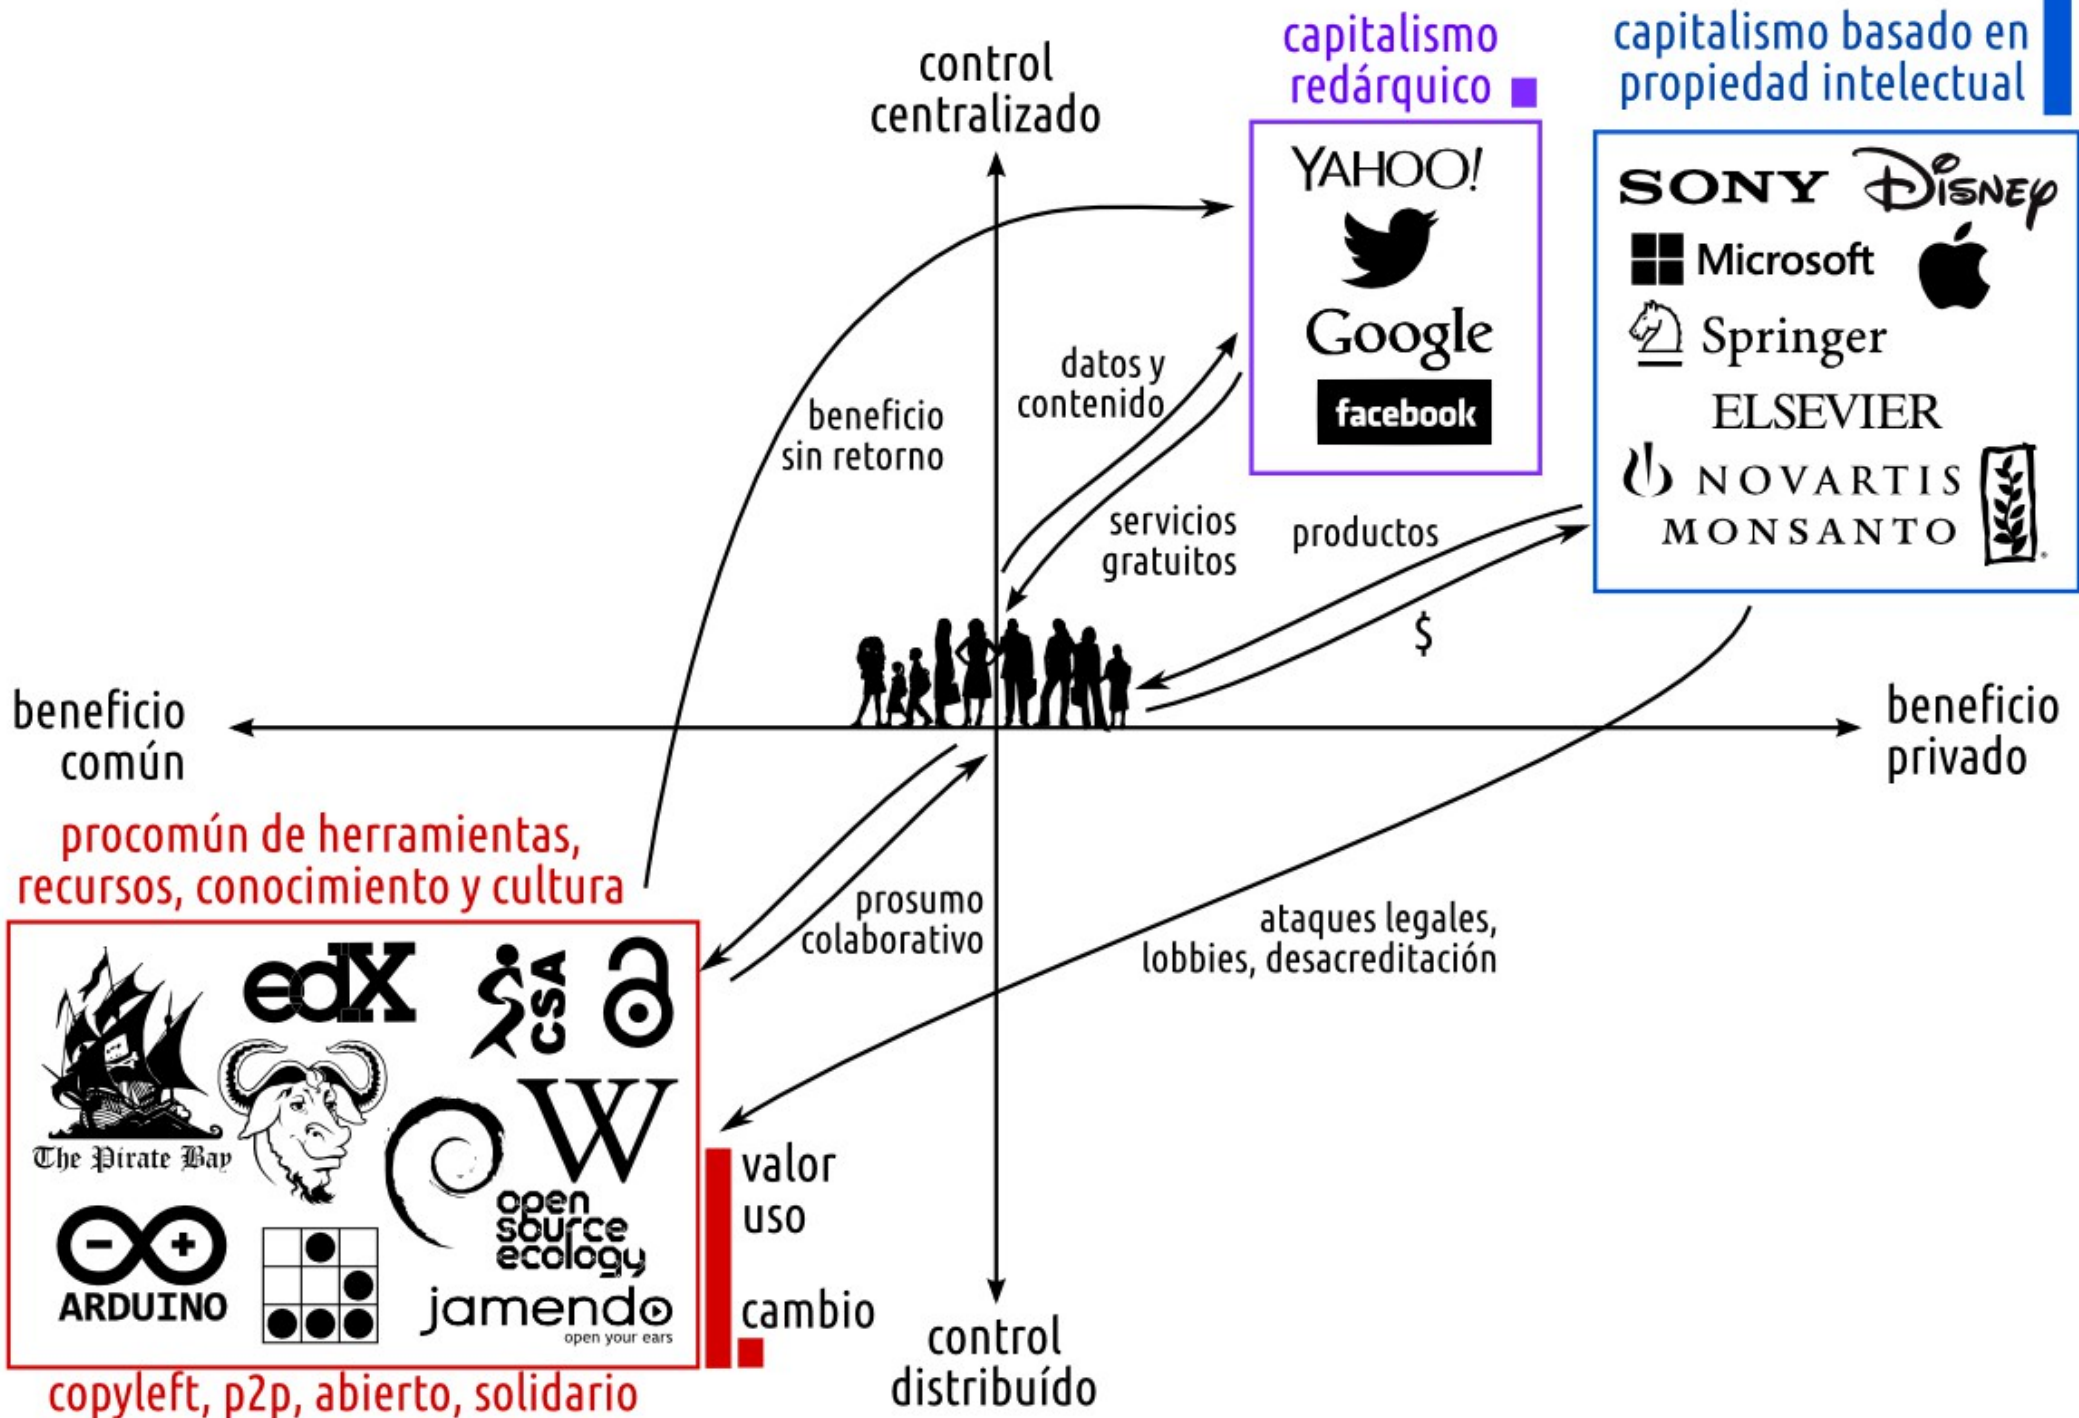 control
centralizado
capitalismo
redárquico
capitalismo basado en
propiedad intelectual
YAHOO!
Google
facebook
SONY
Disney
Microsoft
Springer
ELSEVIER
NOVARTIS
MONSANTO
beneficio
sin retorno
datos y
contenido
servicios
gratuitos
productos
$
beneficio
común
beneficio
privado
procomún de herramientas,
recursos, conocimiento y cultura
prosumo
colaborativo
ataques legales,
lobbies, desacreditación
edX
CSA
The Pirate Bay
W
open
source
ecology
ARDUINO
jamendo
open your ears
valor
uso
cambio
control
distribuído
copyleft, p2p, abierto, solidario